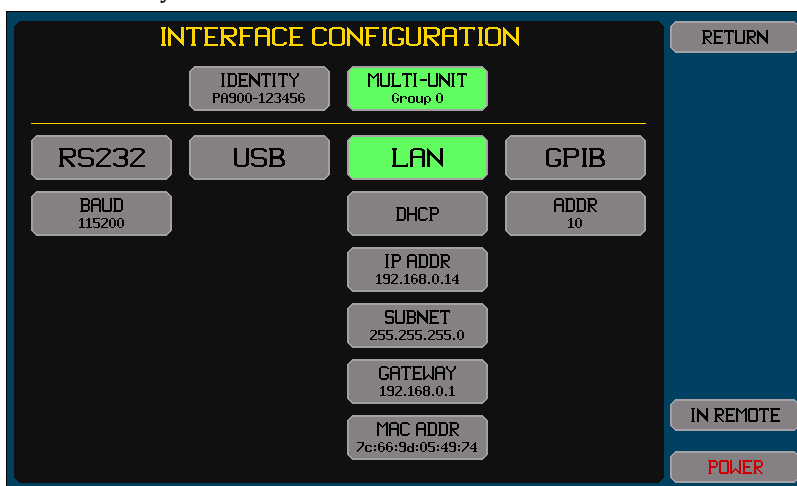 INTERFACE CONFIGURATION
RETURN
IDENTITY
PA900-123456
MULTI-UNIT
Group 0
RS232
USB
LAN
GPIB
BAUD
115200
DHCP
ADDR
10
IP ADDR
192.168.0.14
SUBNET
255.255.255.0
GATEWAY
192.168.0.1
MAC ADDR
7c:66:9d:05:49:74
IN REMOTE
POWER